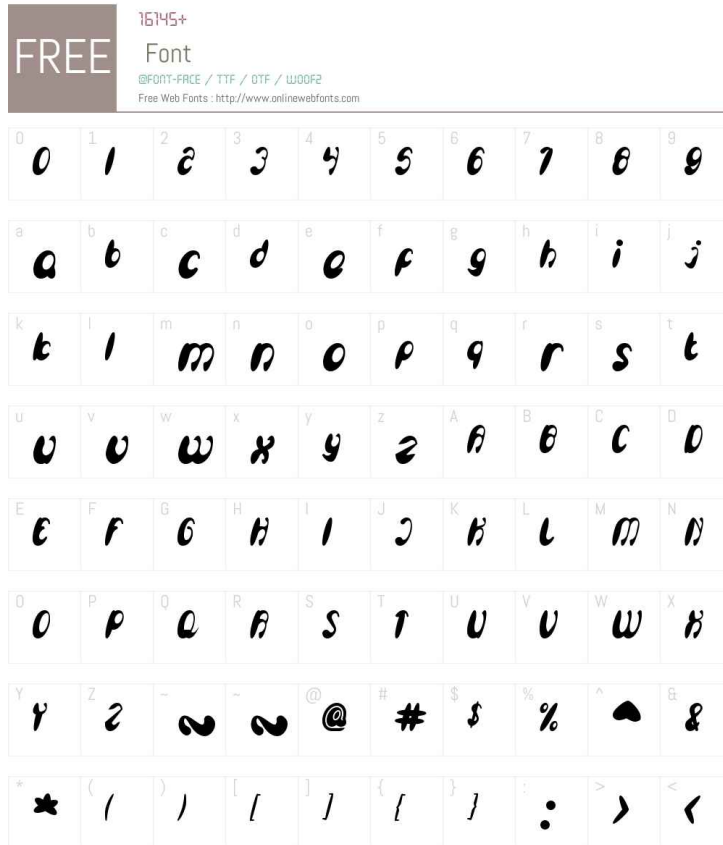 FREE
16145+
Font
@FONT-FACE / TTF / OTF / WOOF2
Free Web Fonts : http://www.onlinewebfonts.com
0 1 2 3 4 5 6 7 8 9
0 1 2 3 4 5 6 7 8 9
a b c d e f g h i j
a b c d e f g h i j
k l m n o p q r s t
k l m n o p q r s t
u v w x y z A B C D
u v w x y z A B C D
E F G H I J K L M N
E F G H I J K L M N
O P Q R S T U V W X
O P Q R S T U V W X
Y Z ~ ~ @ # $ % ^ &
Y Z ~ ~ @ # $ % ^ &
* ( ) [ ] { } : > <
* ( ) [ ] { } : > <